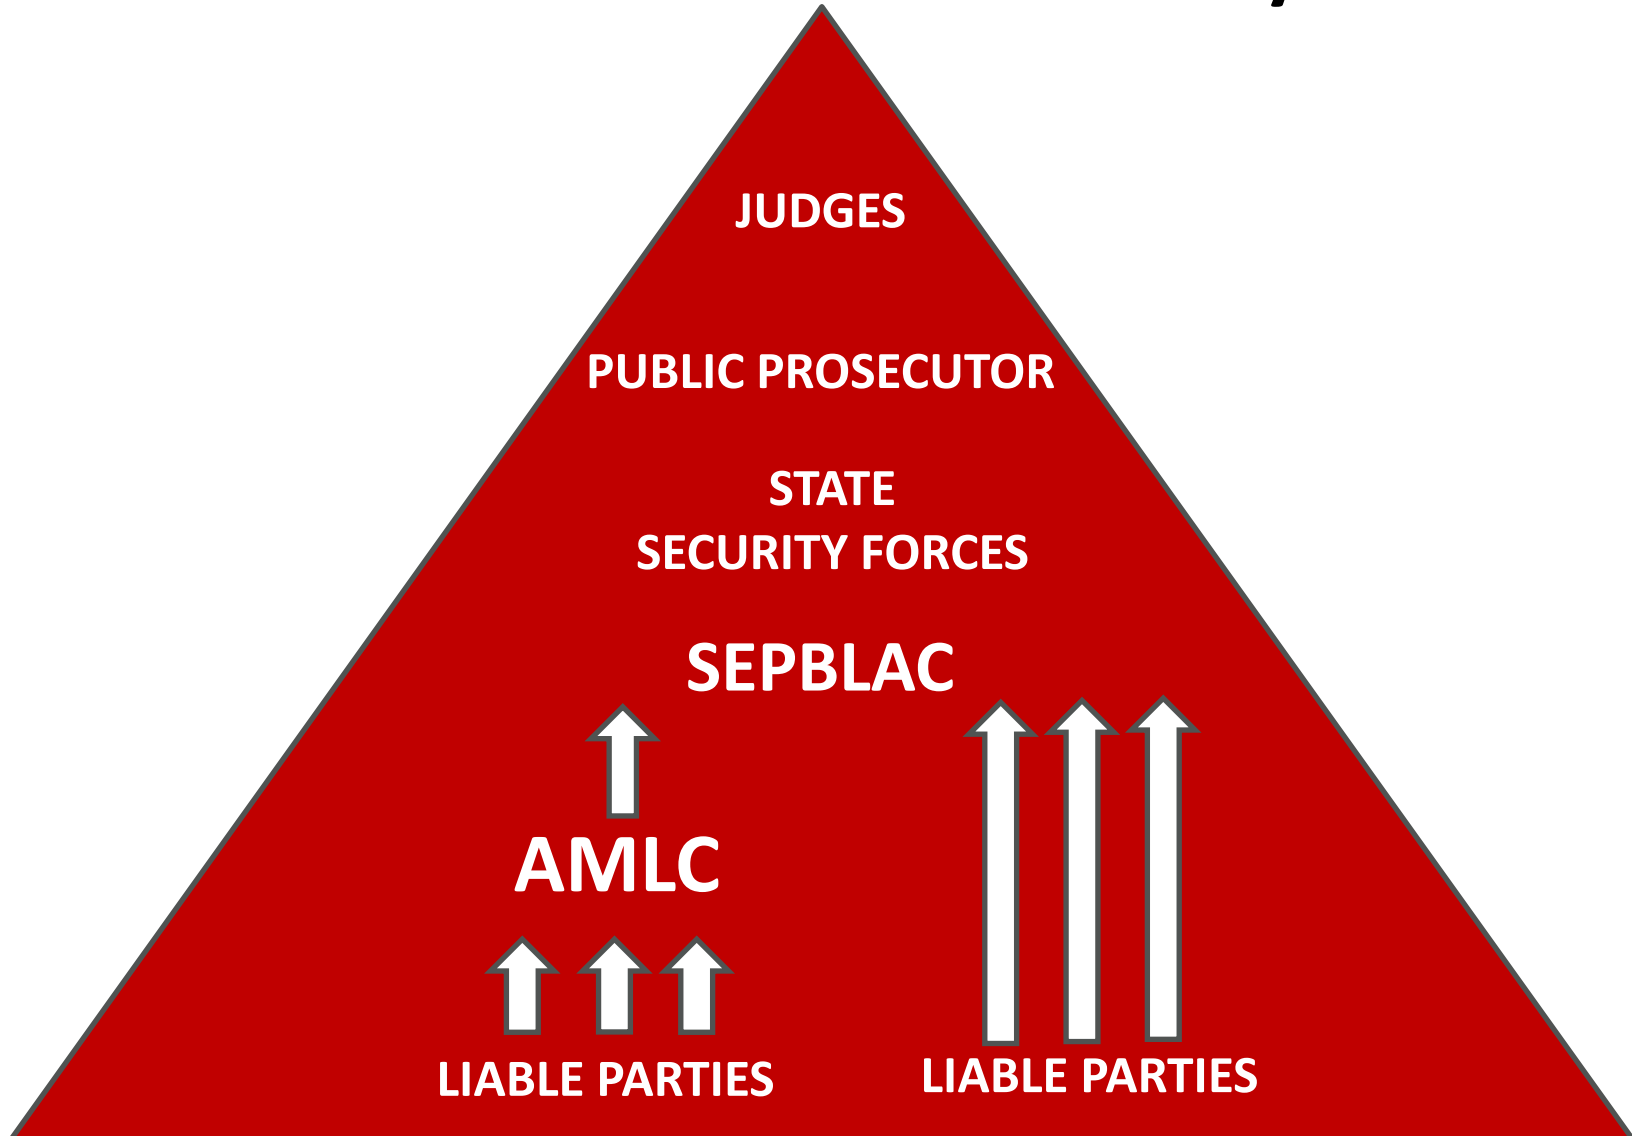 JUDGES
PUBLIC PROSECUTOR
STATE
SECURITY FORCES
SEPBLAC
AMLC
LIABLE PARTIES
LIABLE PARTIES